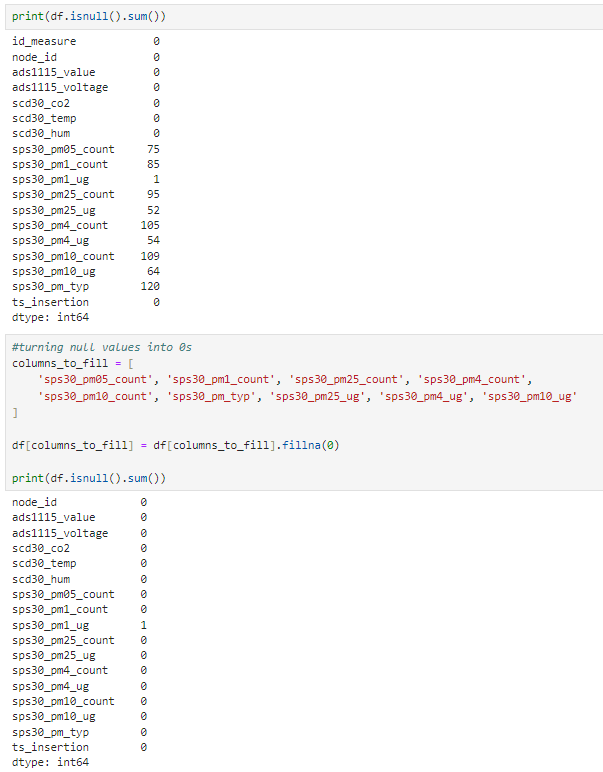 print(df.isnull().sum())
id_measure 0
node_id 0
ads1115_value 0
ads1115_voltage 0
scd30_co2 0
scd30_temp 0
scd30_hum 0
sps30_pm05_count 75
sps30_pm1_count 85
sps30_pm1_ug 1
sps30_pm25_count 95
sps30_pm25_ug 52
sps30_pm4_count 105
sps30_pm4_ug 54
sps30_pm10_count 109
sps30_pm10_ug 64
sps30_pm_typ 120
ts_insertion 0
dtype: int64
#turning null values into 0s
columns_to_fill = [
    'sps30_pm05_count', 'sps30_pm1_count', 'sps30_pm25_count', 'sps30_pm4_count',
    'sps30_pm10_count', 'sps30_pm_typ', 'sps30_pm25_ug', 'sps30_pm4_ug', 'sps30_pm10_ug'
]
df[columns_to_fill] = df[columns_to_fill].fillna(0)
print(df.isnull().sum())
node_id 0
ads1115_value 0
ads1115_voltage 0
scd30_co2 0
scd30_temp 0
scd30_hum 0
sps30_pm05_count 0
sps30_pm1_count 0
sps30_pm1_ug 1
sps30_pm25_count 0
sps30_pm25_ug 0
sps30_pm4_count 0
sps30_pm4_ug 0
sps30_pm10_count 0
sps30_pm10_ug 0
sps30_pm_typ 0
ts_insertion 0
dtype: int64